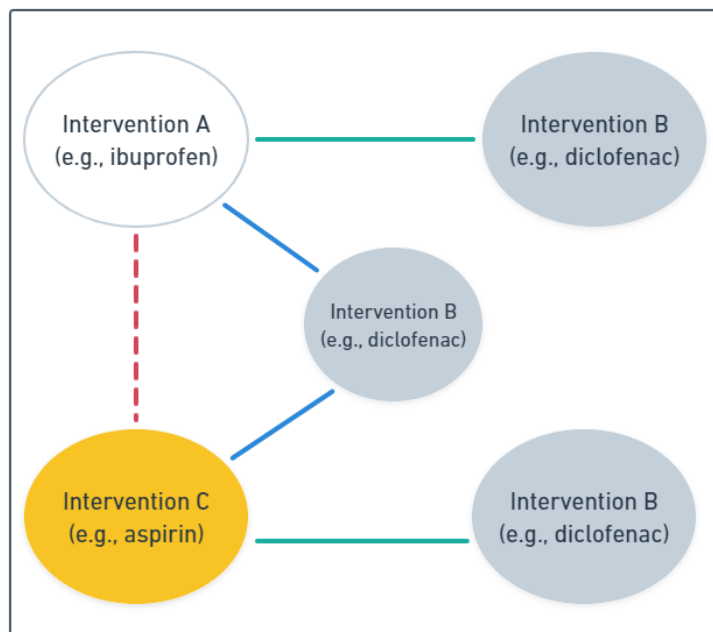 Intervention A
(e.g., ibuprofen)
Intervention B
(e.g., diclofenac)
Intervention B
(e.g., diclofenac)
Intervention C
(e.g., aspirin)
Intervention B
(e.g., diclofenac)